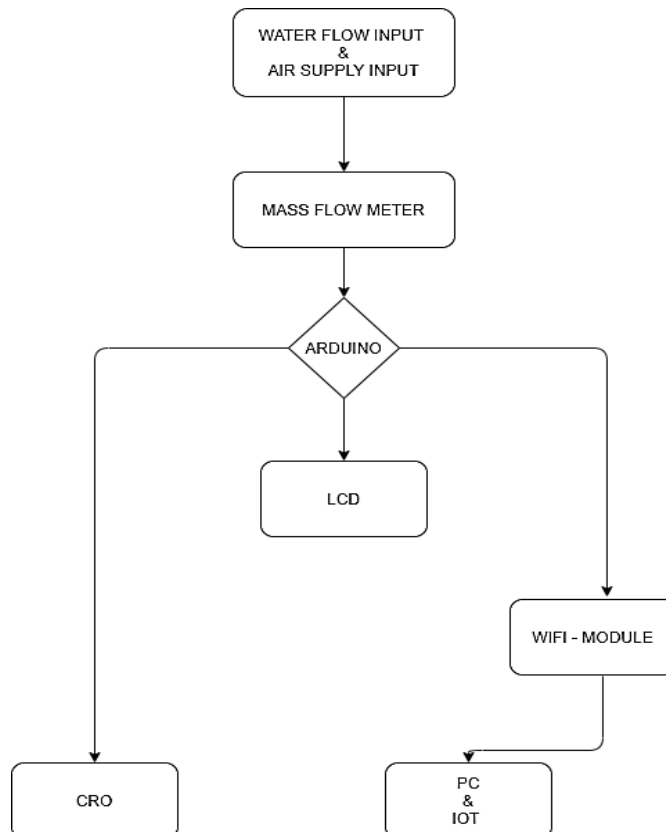 WATER FLOW INPUT
&
AIR SUPPLY INPUT
MASS FLOW METER
ARDUINO
LCD
WIFI - MODULE
CRO
PC
&
IOT